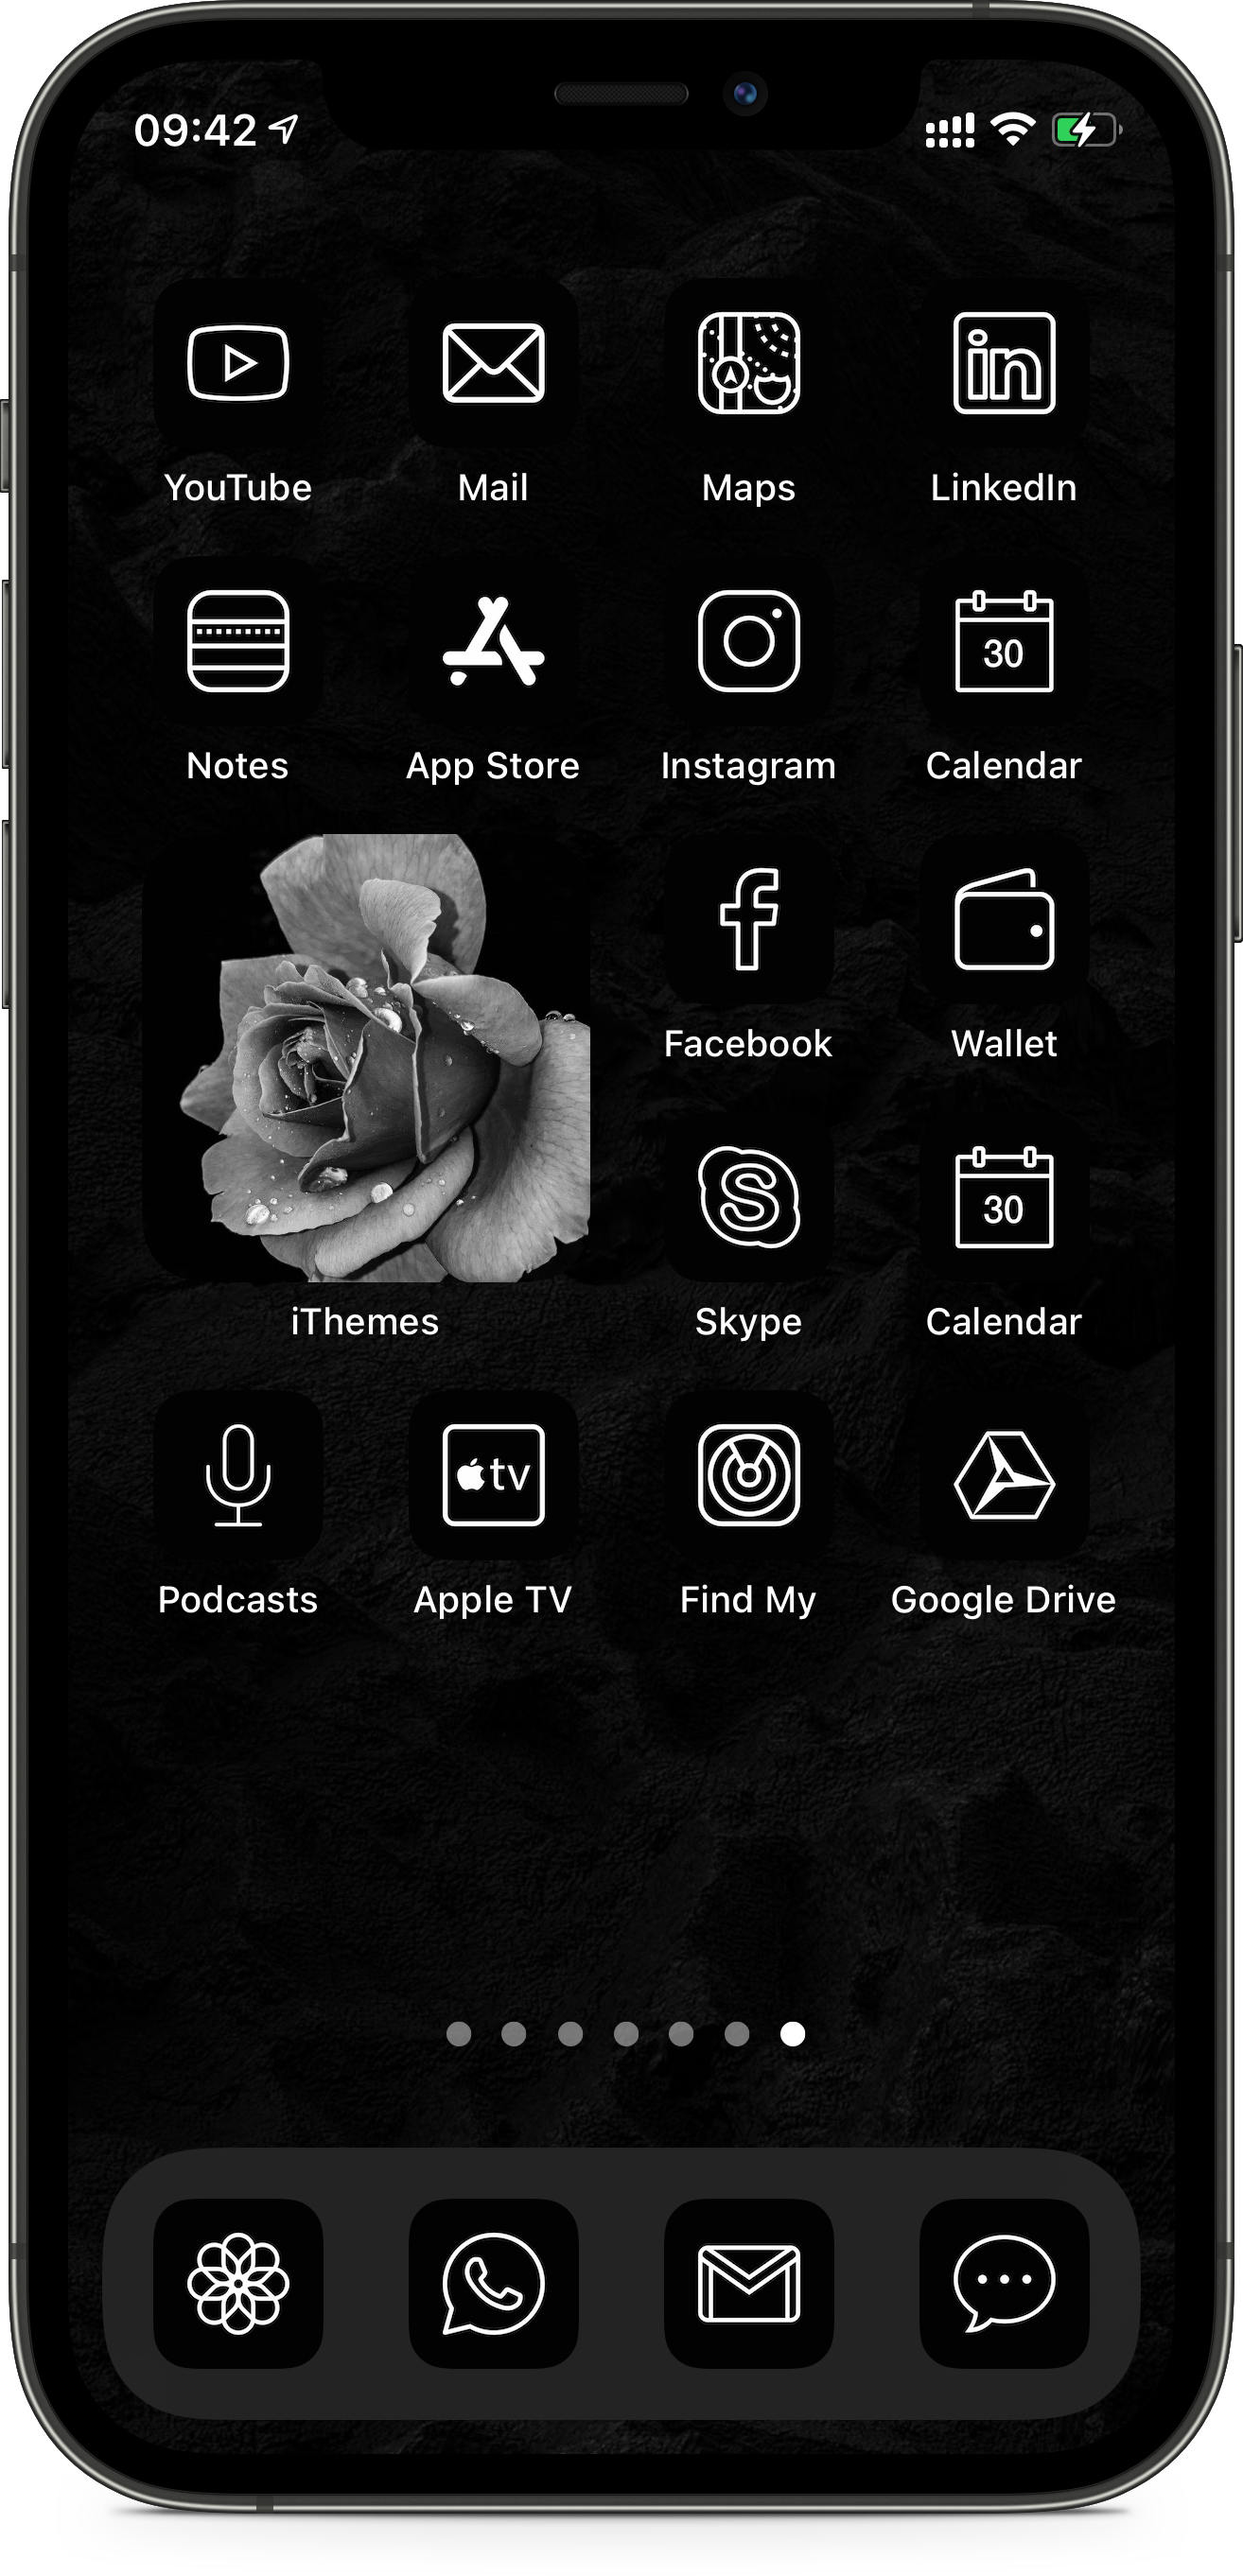 09:42
YouTube Mail Maps LinkedIn
30
Notes App Store Instagram Calendar
Facebook Wallet
30
iThemes Skype Calendar
tv
Podcasts Apple TV Find My Google Drive